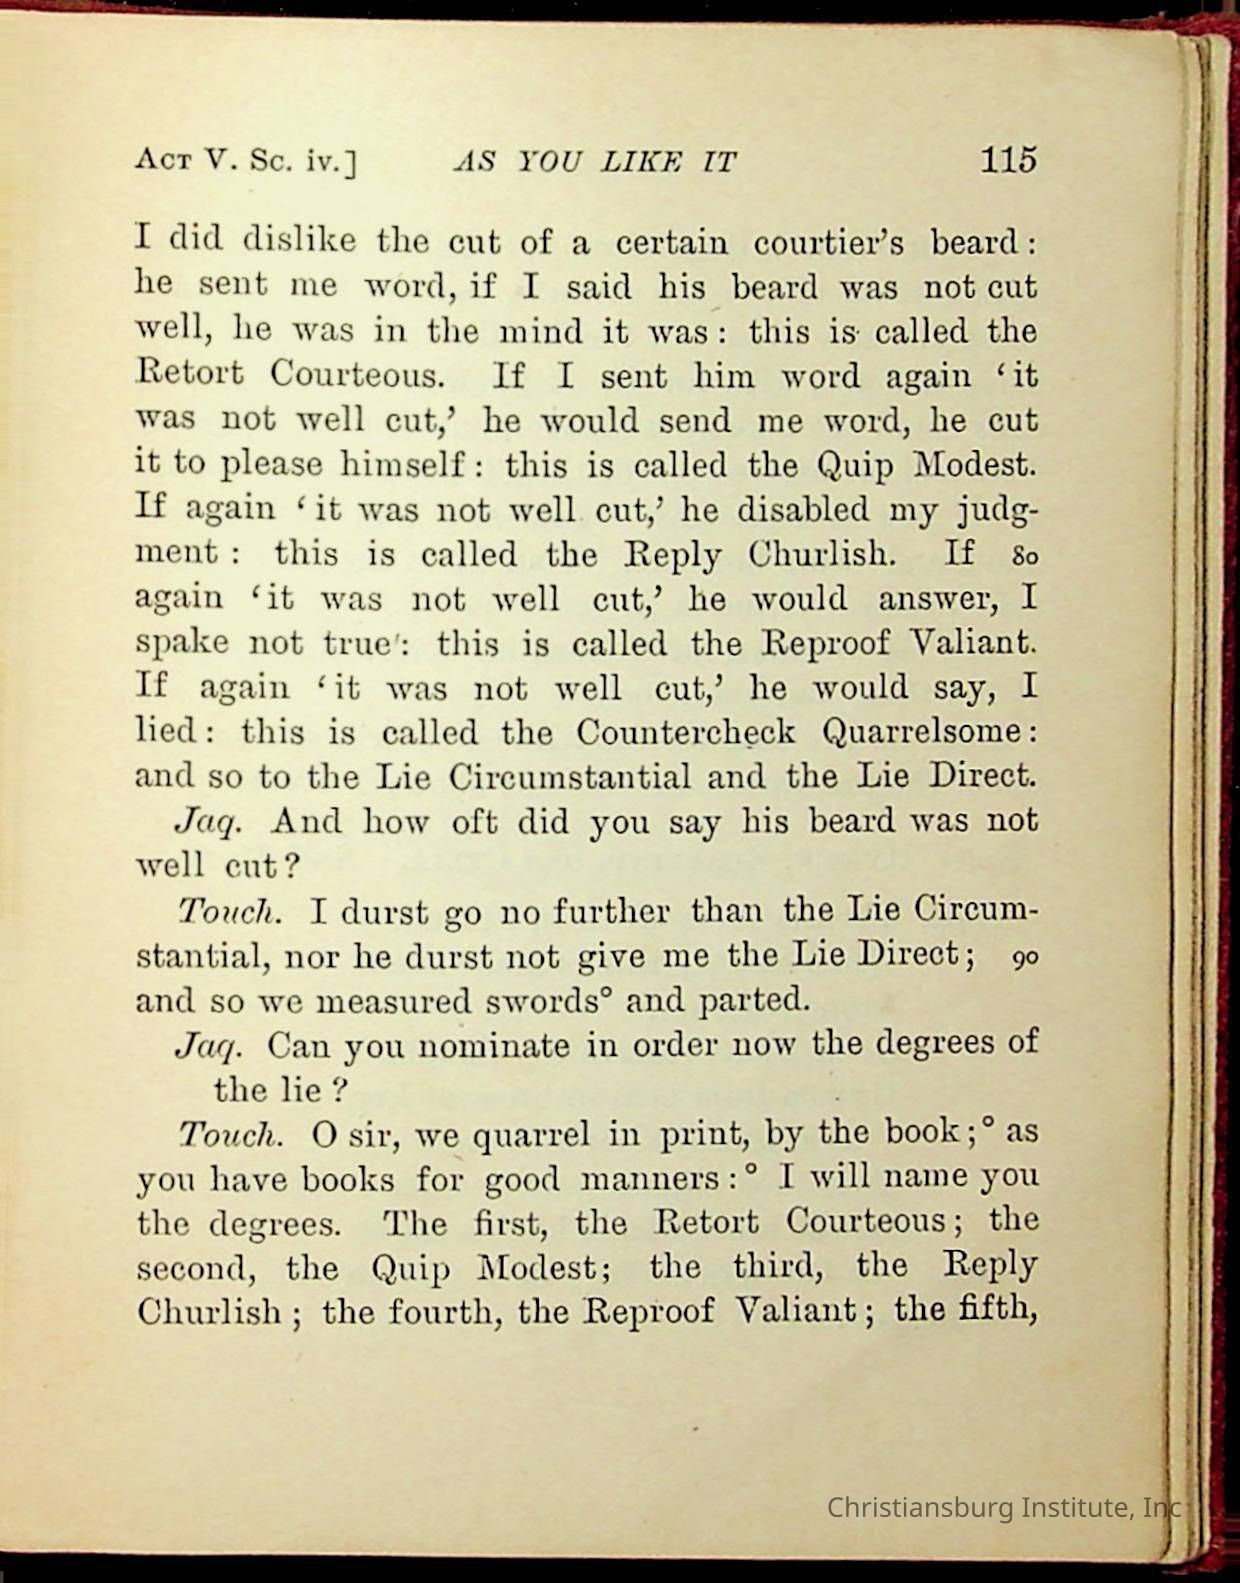 Act V. Sc. iv.] AS YOU LIKE IT 115
I did dislike the cut of a certain courtier’s beard :
he sent me word, if I said his beard was not cut
well, he was in the mind it was : this is called the
Retort Courteous. If I sent him word again ‘it
was not well cut,’ he would send me word, he cut
it to please himself : this is called the Quip Modest.
If again ‘it was not well cut,’ he disabled my judg-
ment : this is called the Reply Churlish. If 80
again ‘it was not well cut,’ he would answer, I
spake not true : this is called the Reproof Valiant.
If again ‘it was not well cut,’ he would say, I
lied : this is called the Countercheck Quarrelsome :
and so to the Lie Circumstantial and the Lie Direct.
Jaq. And how oft did you say his beard was not
well cut ?
Touch. I durst go no further than the Lie Circum-
stantial, nor he durst not give me the Lie Direct ; 90
and so we measured swords° and parted.
Jaq. Can you nominate in order now the degrees of
the lie ?
Touch. O sir, we quarrel in print, by the book ;° as
you have books for good manners :° I will name you
the degrees. The first, the Retort Courteous ; the
second, the Quip Modest ; the third, the Reply
Churlish ; the fourth, the Reproof Valiant ; the fifth,
Christiansburg Institute, Inc